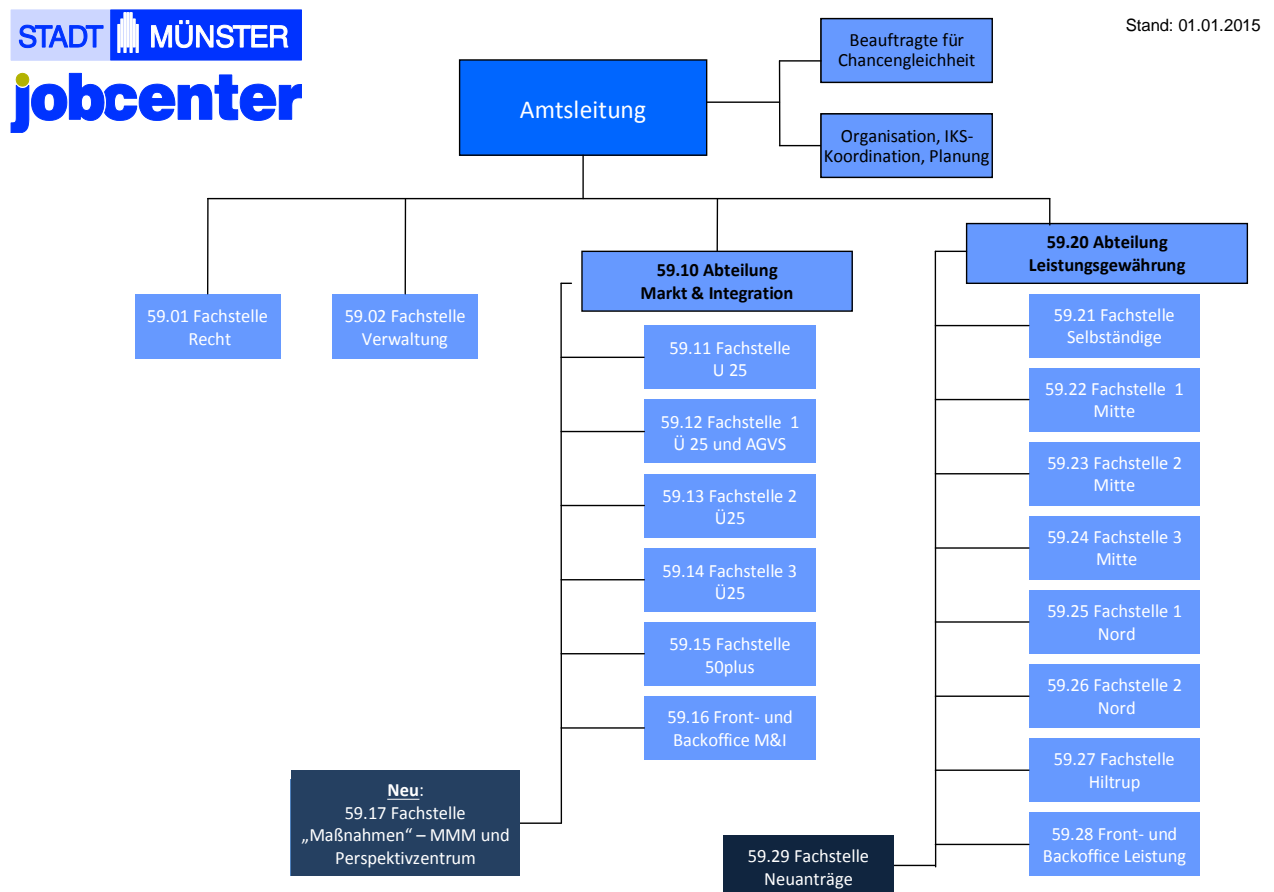 STADT MÜNSTER
jobcenter
Stand: 01.01.2015
Amtsleitung
Beauftragte für
Chancengleichheit
Organisation, IKS-
Koordination, Planung
59.01 Fachstelle
Recht
59.02 Fachstelle
Verwaltung
59.10 Abteilung
Markt & Integration
59.11 Fachstelle
U 25
59.12 Fachstelle 1
Ü 25 und AGVS
59.13 Fachstelle 2
Ü25
59.14 Fachstelle 3
Ü25
59.15 Fachstelle
50plus
59.16 Front- und
Backoffice M&I
Neu:
59.17 Fachstelle
„Maßnahmen“ – MMM und
Perspektivzentrum
59.20 Abteilung
Leistungsgewährung
59.21 Fachstelle
Selbständige
59.22 Fachstelle 1
Mitte
59.23 Fachstelle 2
Mitte
59.24 Fachstelle 3
Mitte
59.25 Fachstelle 1
Nord
59.26 Fachstelle 2
Nord
59.27 Fachstelle
Hiltrup
59.28 Front- und
Backoffice Leistung
59.29 Fachstelle
Neuanträge